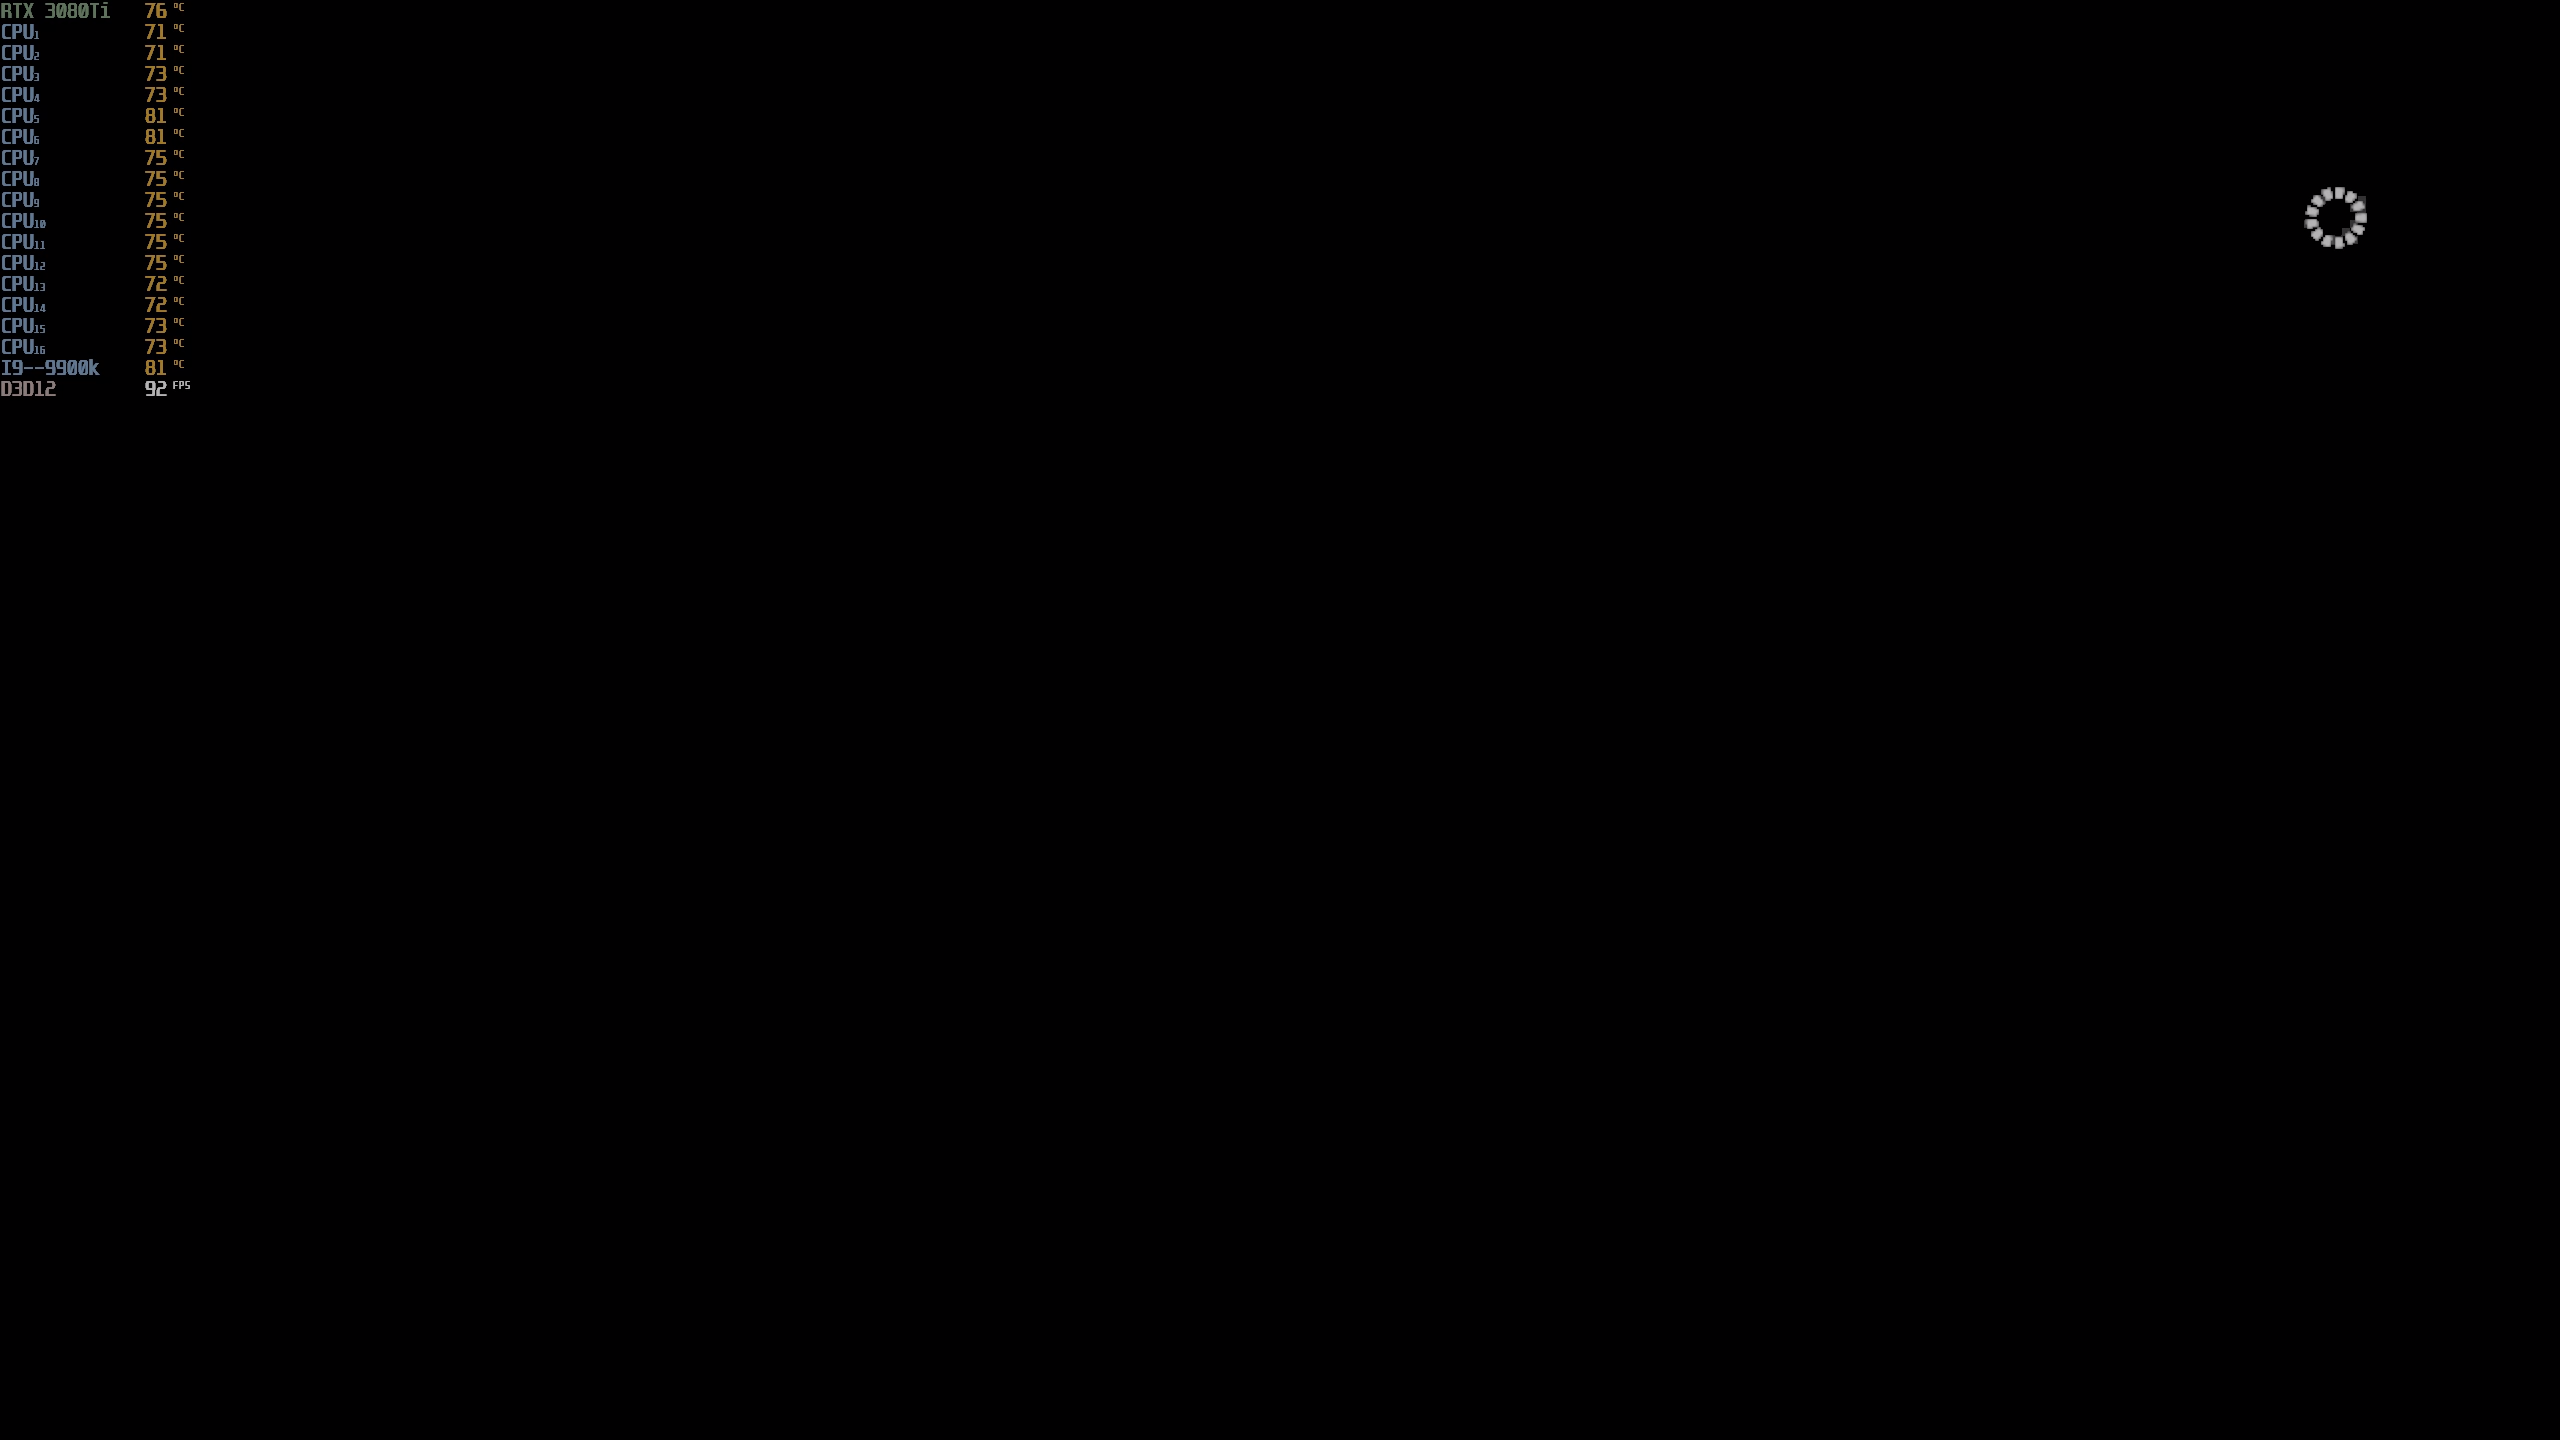 RTX 3080Ti 76 °C
CPU1 71 °C
CPU2 71 °C
CPU3 73 °C
CPU4 73 °C
CPU5 81 °C
CPU6 81 °C
CPU7 75 °C
CPU8 75 °C
CPU9 75 °C
CPU10 75 °C
CPU11 75 °C
CPU12 75 °C
CPU13 72 °C
CPU14 72 °C
CPU15 73 °C
CPU16 73 °C
I9--9900k 81 °C
D3D12 92 FPS